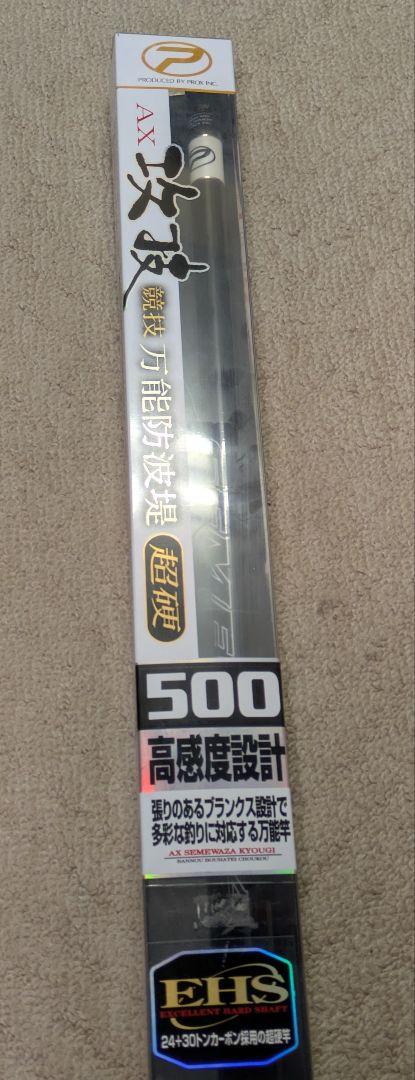 PRODUCED BY PROX INC.
AX
攻技
競技 万能防波堤
超硬
500
高感度設計
張りのあるブランクス設計で
多彩な釣りに対応する万能竿
AX SEMEWAZA KYOUGI
BANNOU BOUHATEI CHOUKOU
EHS
EXCELLENT HARD SHAFT
24+30トンカーボン採用の超硬竿